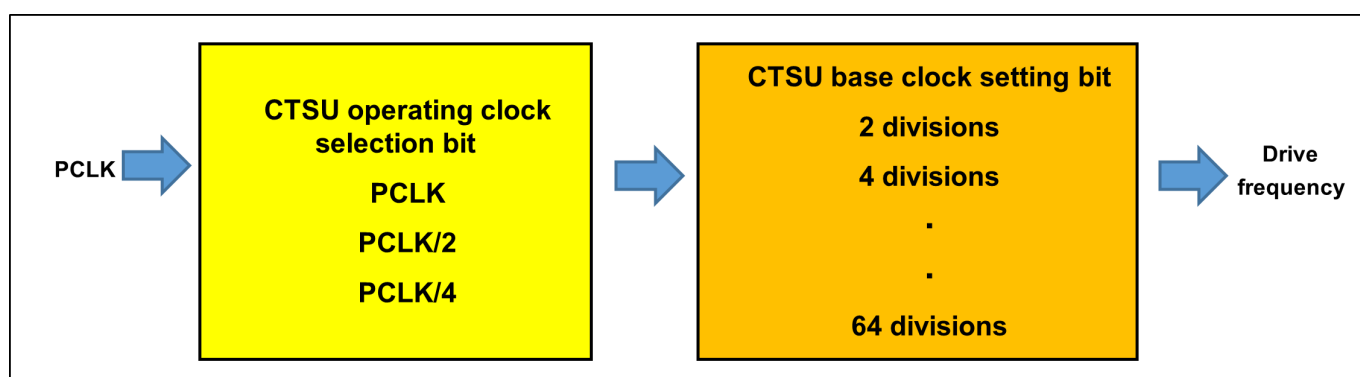 PCLK
CTSU operating clock
selection bit
PCLK
PCLK/2
PCLK/4
CTSU base clock setting bit
2 divisions
4 divisions
.
.
64 divisions
Drive
frequency